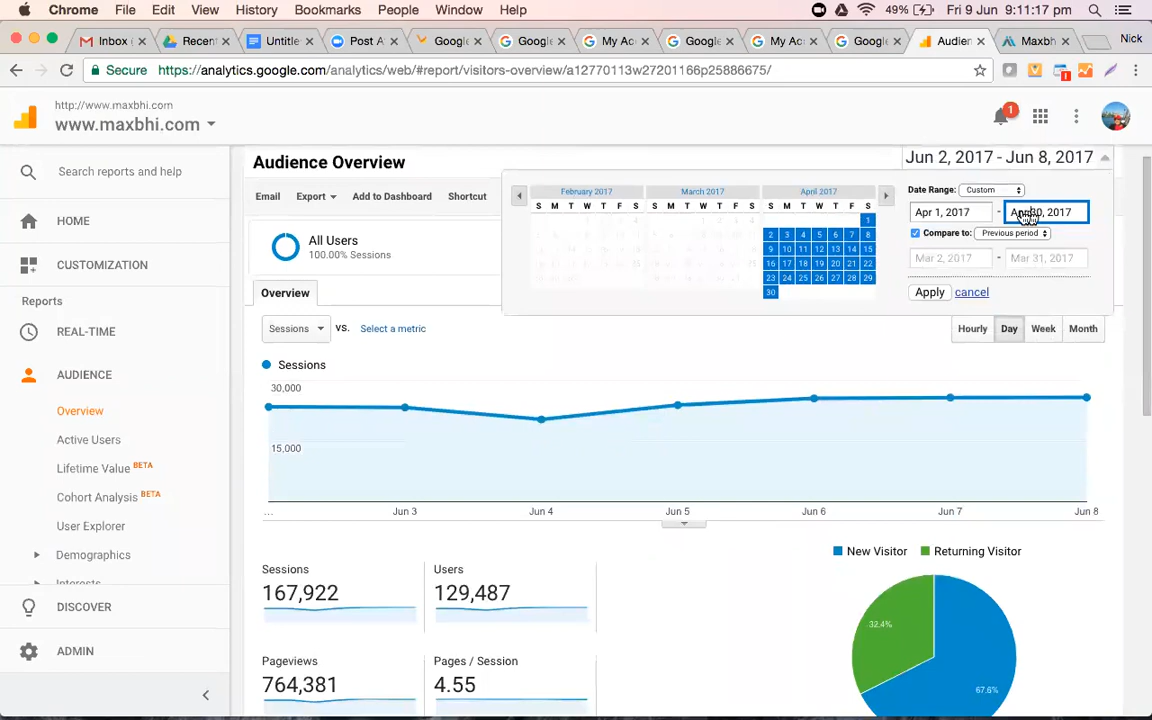 Chrome File Edit View History Bookmarks People Window Help 49% Fri 9 Jun 9:11:17 pm
Inbox ( Recent Untitle Post A Google Google My Ac Google My Ac Google Audien Maxbh Nick
Secure https://analytics.google.com/analytics/web/#report/visitors-overview/a12770113w27201166p25886675/
http://www.maxbhi.com
www.maxbhi.com
1
Search reports and help
HOME
CUSTOMIZATION
Reports
REAL-TIME
AUDIENCE
Overview
Active Users
Lifetime Value BETA
Cohort Analysis BETA
User Explorer
Demographics
Interests
DISCOVER
ADMIN
Audience Overview
Jun 2, 2017 - Jun 8, 2017
Email Export Add to Dashboard Shortcut
All Users
100.00% Sessions
February 2017 March 2017 April 2017
S M T W T F S S M T W T F S S M T W T F S
1
2 3 4 5 6 7 8
9 10 11 12 13 14 15
16 17 18 19 20 21 22
23 24 25 26 27 28 29
30
Date Range: Custom
Apr 1, 2017 - Apr 30, 2017
Compare to: Previous period
Mar 2, 2017 - Mar 31, 2017
Apply cancel
Overview
Sessions VS. Select a metric
Hourly Day Week Month
Sessions
30,000
15,000
... Jun 3 Jun 4 Jun 5 Jun 6 Jun 7 Jun 8
Sessions
167,922
Users
129,487
Pageviews
764,381
Pages / Session
4.55
New Visitor Returning Visitor
32.4%
67.6%